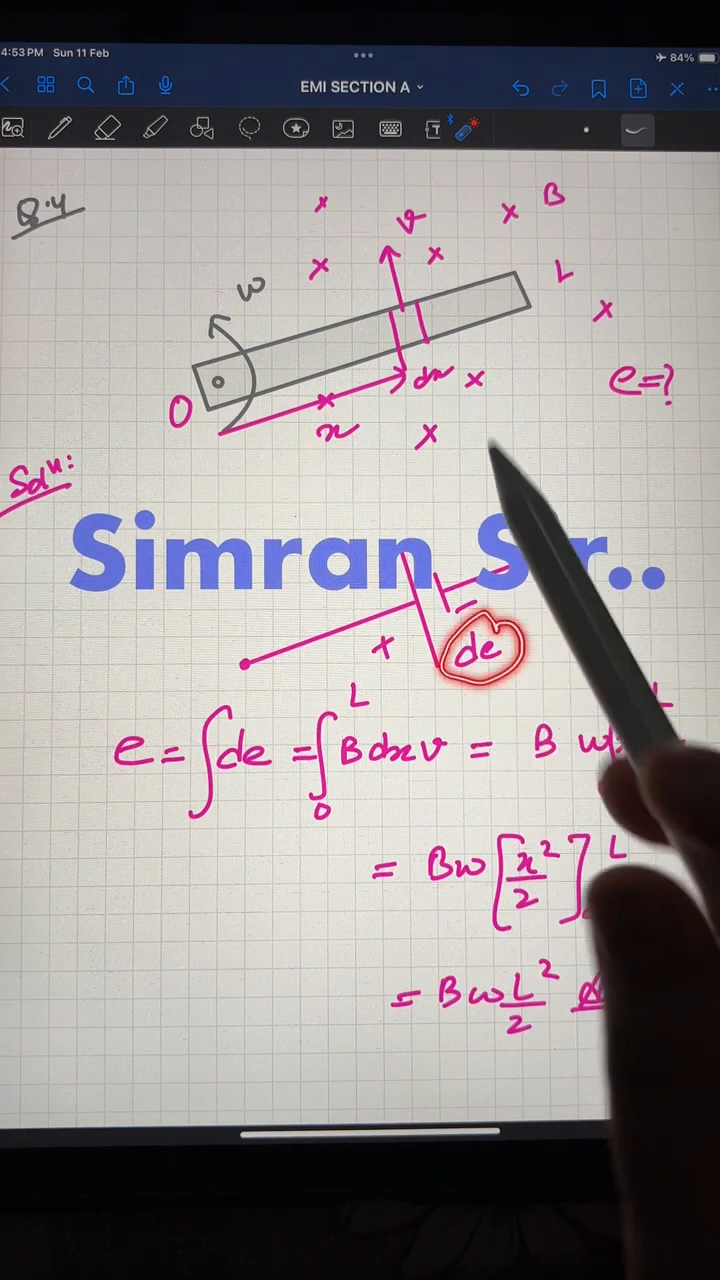 4:53 PM Sun 11 Feb
84%
EMI SECTION A
Q.4
B
v
ω
L
O
dx
e=?
x
Solⁿ:
Simran Sir..
x
de
e = ∫de = ∫₀ᴸ B dx v = B ω
= Bω [x²/2] L
= BωL²/2